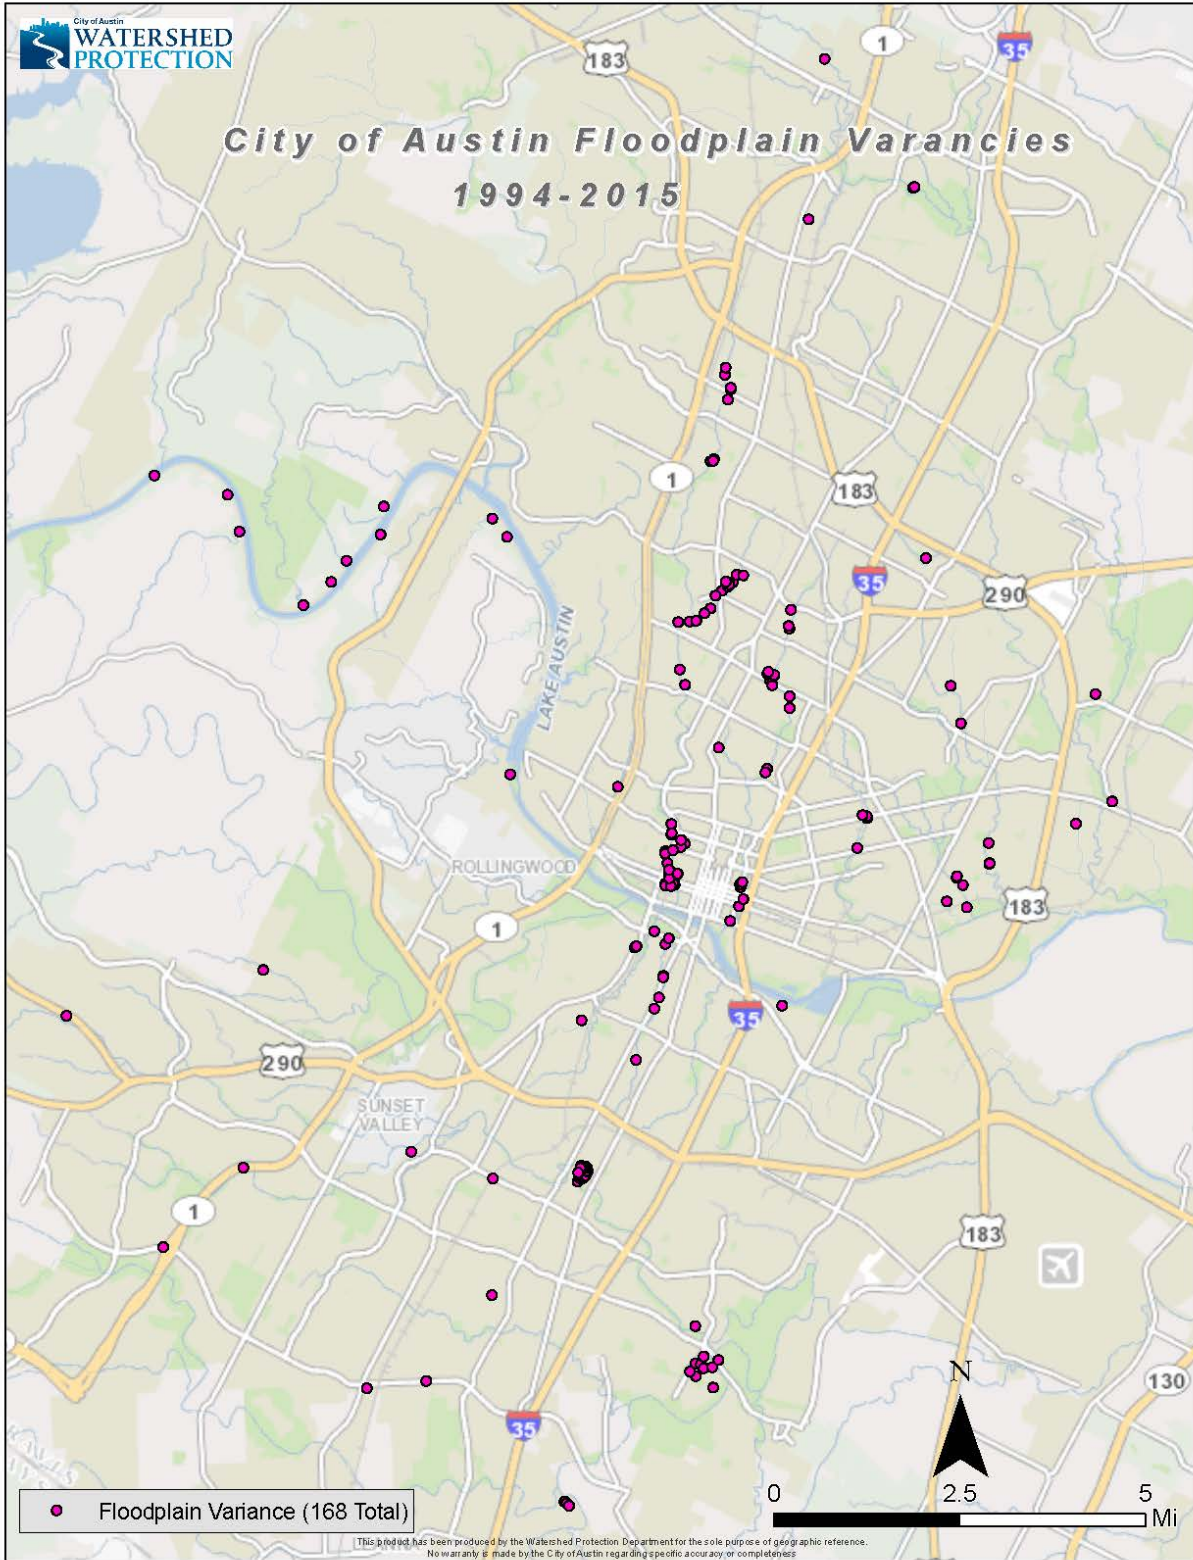 City of Austin
WATERSHED
PROTECTION
183
1
35
City of Austin Floodplain Varancies
1994-2015
1
183
35
290
LAKE AUSTIN
ROLLINGWOOD
183
1
35
290
SUNSET
VALLEY
1
183
N
130
35
0 2.5 5
Mi
Floodplain Variance (168 Total)
This product has been produced by the Watershed Protection Department for the sole purpose of geographic reference.
No warranty is made by the City of Austin regarding specific accuracy or completeness